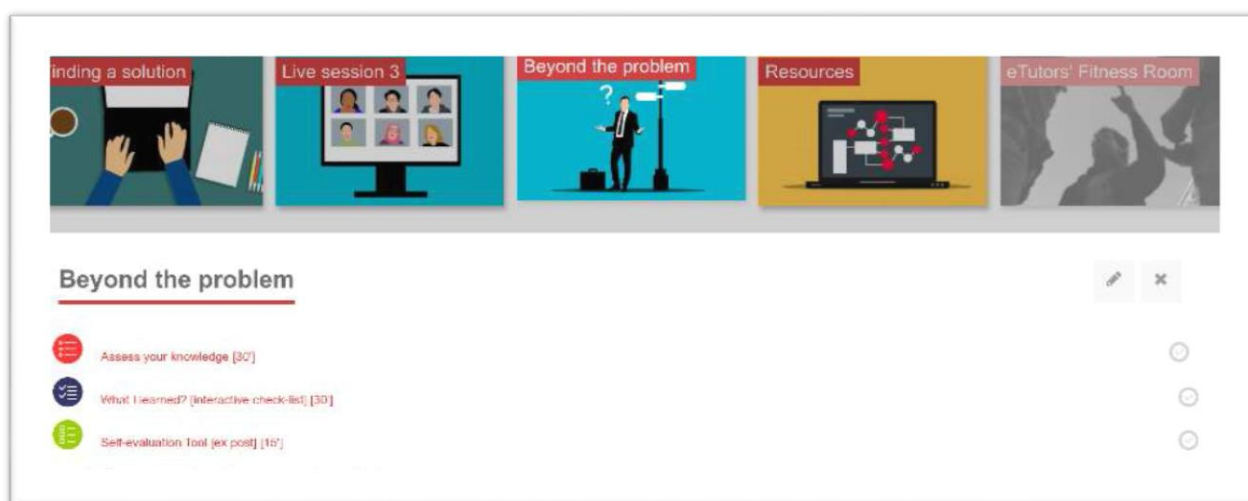 inding a solution
Live session 3
Beyond the problem
Resources
eTutors' Fitness Room
?
Beyond the problem
Assess your knowledge [30']
What I learned? [interactive check-list] [30']
Self-evaluation Tool [ex post] [15']